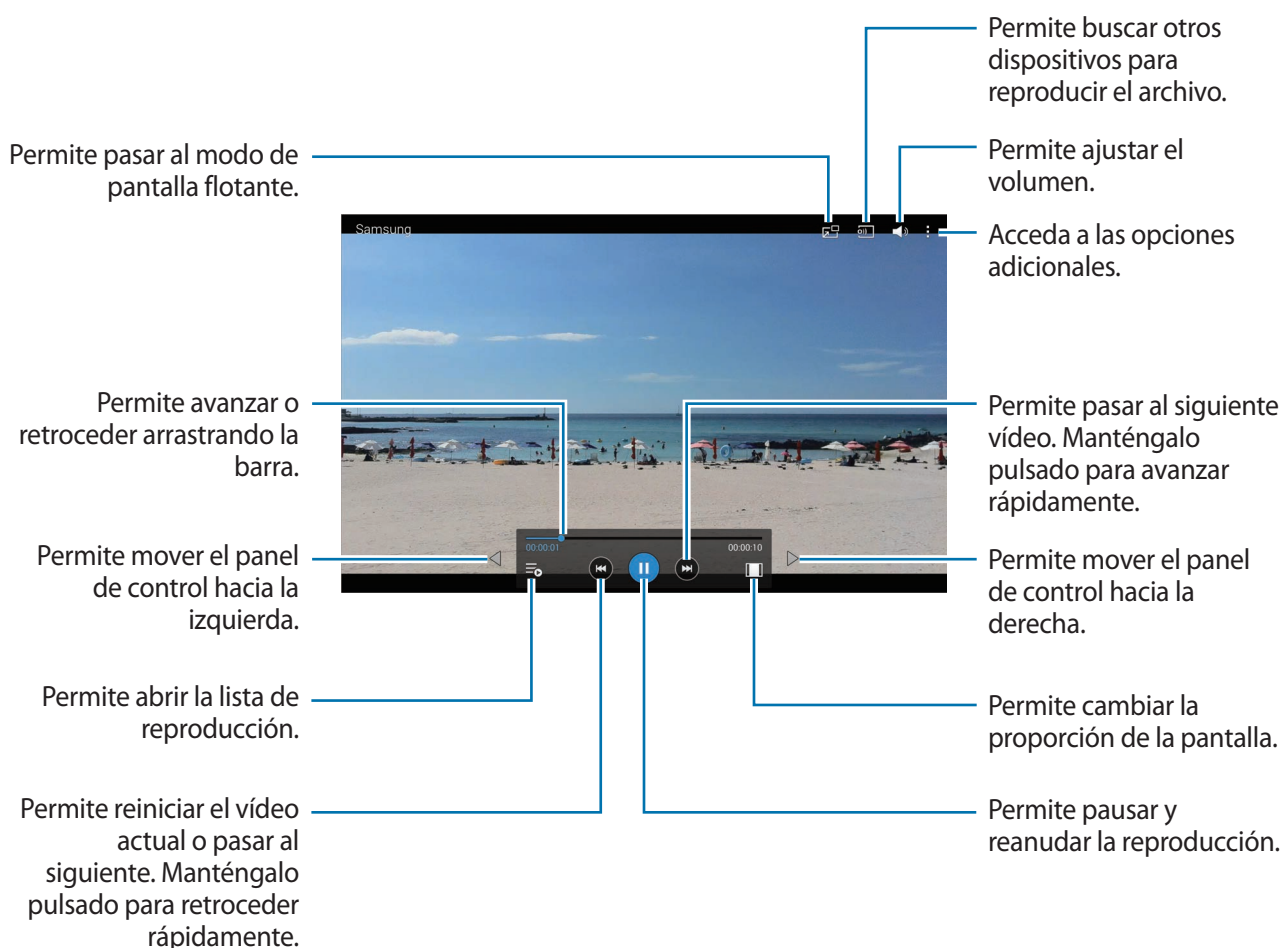 Permite buscar otros
dispositivos para
reproducir el archivo.
Permite pasar al modo de
pantalla flotante.
Permite ajustar el
volumen.
Acceda a las opciones
adicionales.
Samsung
Permite avanzar o
retroceder arrastrando la
barra.
Permite pasar al siguiente
vídeo. Manténgalo
pulsado para avanzar
rápidamente.
00:00:01
00:00:10
Permite mover el panel
de control hacia la
izquierda.
Permite mover el panel
de control hacia la
derecha.
Permite abrir la lista de
reproducción.
Permite cambiar la
proporción de la pantalla.
Permite reiniciar el vídeo
actual o pasar al
siguiente. Manténgalo
pulsado para retroceder
rápidamente.
Permite pausar y
reanudar la reproducción.